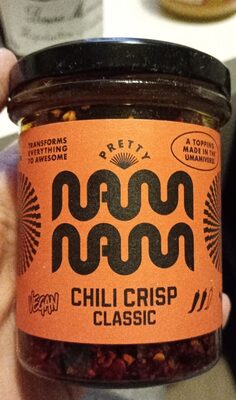 TRANSFORMS
EVERYTHING
TO AWESOME
PRETTY
A TOPPING
MADE IN THE
UMAMIVERSE
NAM
NAM
VEGAN
CHILI CRISP
CLASSIC